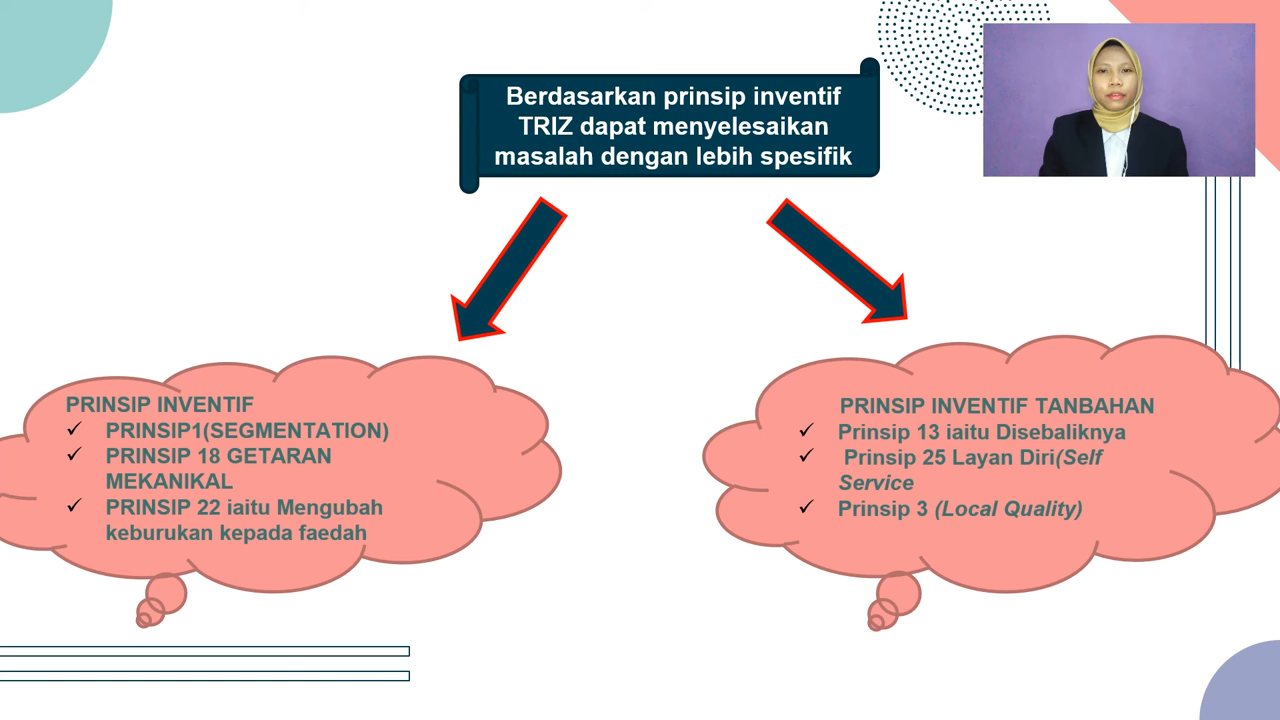 Berdasarkan prinsip inventif
TRIZ dapat menyelesaikan
masalah dengan lebih spesifik
PRINSIP INVENTIF
PRINSIP1(SEGMENTATION)
PRINSIP 18 GETARAN
MEKANIKAL
PRINSIP 22 iaitu Mengubah
keburukan kepada faedah
PRINSIP INVENTIF TANBAHAN
Prinsip 13 iaitu Disebaliknya
Prinsip 25 Layan Diri(Self
Service
Prinsip 3 (Local Quality)